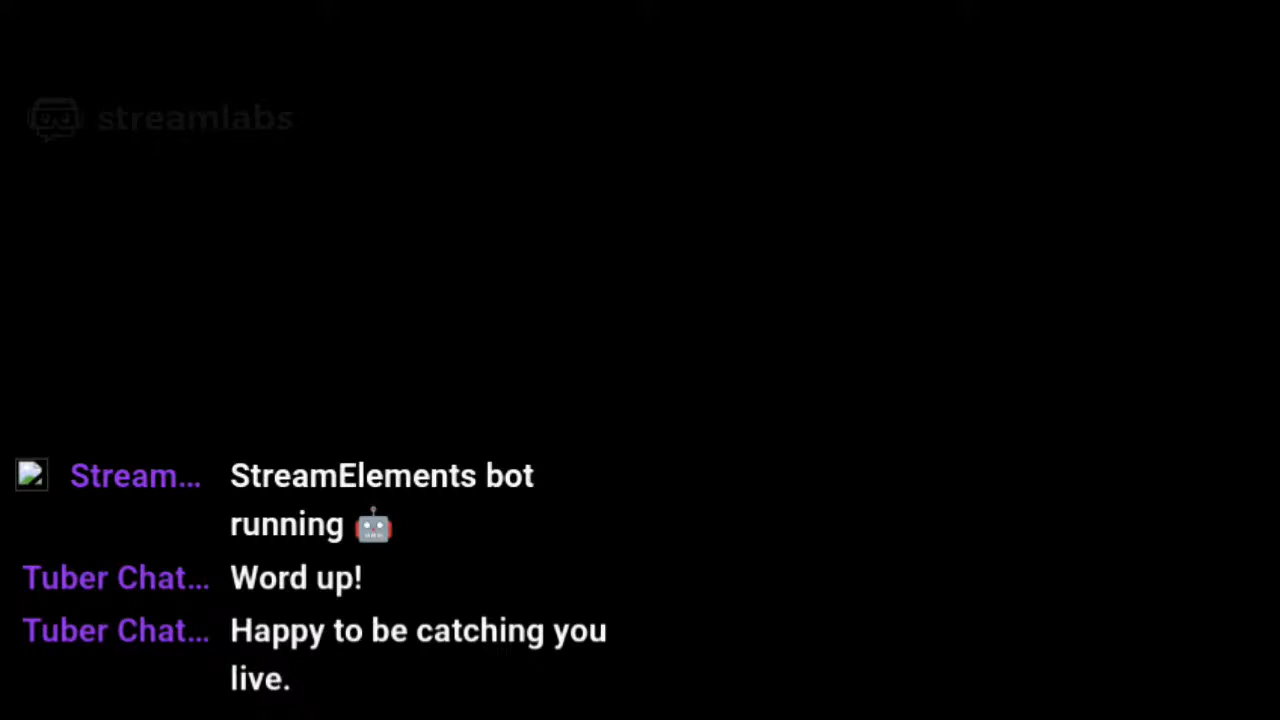 streamlabs
Stream... StreamElements bot
running 🤖
Tuber Chat... Word up!
Tuber Chat... Happy to be catching you
live.